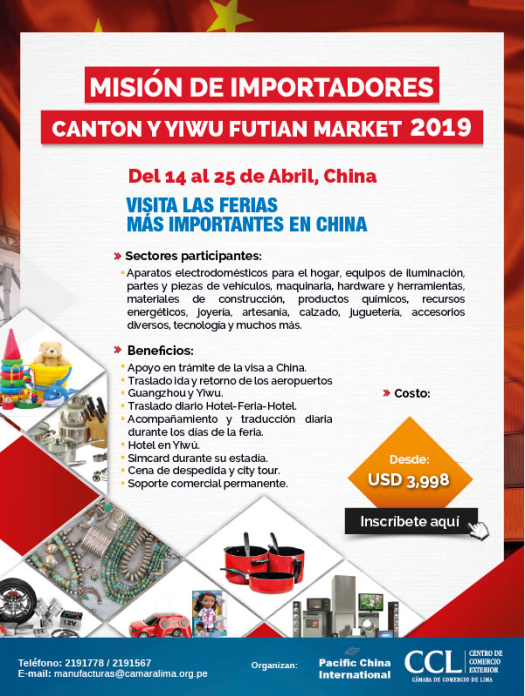 MISIÓN DE IMPORTADORES
CANTON Y YIWU FUTIAN MARKET 2019
Del 14 al 25 de Abril, China
VISITA LAS FERIAS
MÁS IMPORTANTES EN CHINA
Sectores participantes:
Aparatos electrodomésticos para el hogar, equipos de iluminación,
partes y piezas de vehículos, maquinaria, hardware y herramientas,
materiales de construcción, productos químicos, recursos
energéticos, joyería, artesanía, calzado, juguetería, accesorios
diversos, tecnología y muchos más.
Beneficios:
Apoyo en trámite de la visa a China.
Traslado ida y retorno de los aeropuertos
Guangzhou y Yiwu.
Traslado diario Hotel-Feria-Hotel.
Acompañamiento y traducción diaria
durante los días de la feria.
Hotel en Yiwú.
Simcard durante su estadía.
Cena de despedida y city tour.
Soporte comercial permanente.
Costo:
Desde:
USD 3,998
Inscríbete aquí
12V
Teléfono: 2191778 / 2191567
E-mail: manufacturas@camaralima.org.pe
Organizan:
Pacific China
International
CCL
CENTRO DE
COMERCIO
EXTERIOR
CÁMARA DE COMERCIO DE LIMA